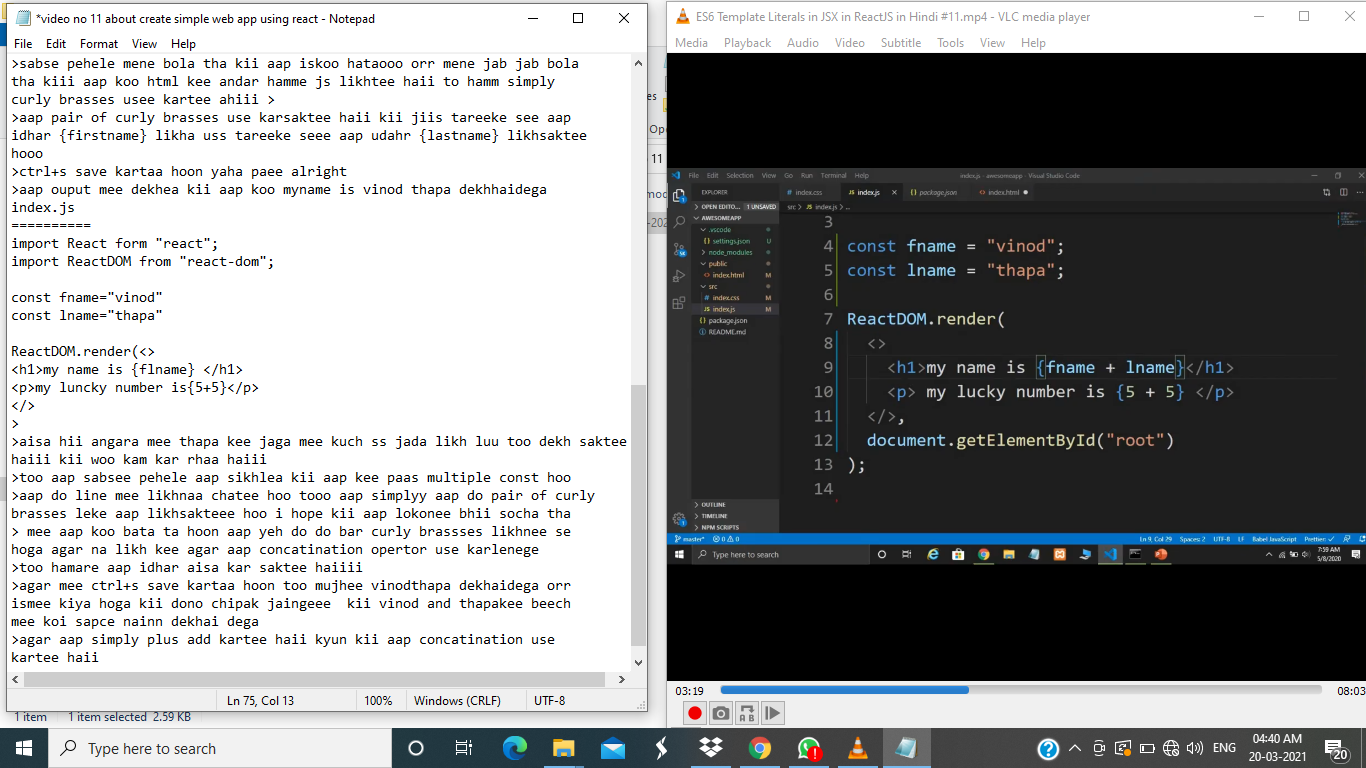 *video no 11 about create simple web app using react - Notepad
File Edit Format View Help
>sabse pehele mene bola tha kii aap iskoo hataooo orr mene jab jab bola
tha kiii aap koo html kee andar hamme js likhtee haii to hamm simply
curly brasses usee kartee ahiii >
>aap pair of curly brasses use karsaktee haii kii jiis tareeke see aap
idhar {firstname} likha uss tareeke seee aap udahr {lastname} likhsaktee
hooo
>ctrl+s save kartaa hoon yaha paee alright
>aap ouput mee dekhea kii aap koo myname is vinod thapa dekhhaidega
index.js
==========
import React form "react";
import ReactDOM from "react-dom";
const fname="vinod"
const lname="thapa"
ReactDOM.render(<>
<h1>my name is {flname} </h1>
<p>my luncky number is{5+5}</p>
</>
>
>aisa hii angara mee thapa kee jaga mee kuch ss jada likh luu too dekh saktee
haiii kii woo kam kar rhaa haiii
>too aap sabsee pehele aap sikhlea kii aap kee paas multiple const hoo
>aap do line mee likhnaa chatee hoo tooo aap simplyy aap do pair of curly
brasses leke aap likhsakteee hoo i hope kii aap lokonee bhii socha tha
> mee aap koo bata ta hoon aap yeh do do bar curly brassses likhnee se
hoga agar na likh kee agar aap concatination opertor use karlenege
>too hamare aap idhar aisa kar saktee haiiii
>agar mee ctrl+s save kartaa hoon too mujhee vinodthapa dekhaidega orr
ismee kiya hoga kii dono chipak jaingeee  kii vinod and thapakee beech
mee koi sapce nainn dekhai dega
>agar aap simply plus add kartee haii kyun kii aap concatination use
kartee haii
Ln 75, Col 13 100% Windows (CRLF) UTF-8
1 item 1 item selected 2.59 KB
ES6 Template Literals in JSX in ReactJS in Hindi #11.mp4 - VLC media player
Media Playback Audio Video Subtitle Tools View Help
File Edit Selection View Go Run Terminal Help index.js - awesomeapp - Visual Studio Code
EXPLORER index.css index.js package.json index.html
OPEN EDITO... 1 UNSAVED src > index.js > ...
AWESOMEAPP
.vscode
settings.json U
node_modules
public
index.html M
src
index.css M
index.js M
package.json
README.md
OUTLINE
TIMELINE
NPM SCRIPTS
3
4 const fname = "vinod";
5 const lname = "thapa";
6
7 ReactDOM.render(
8 <>
9 <h1>my name is {fname + lname}</h1>
10 <p> my lucky number is {5 + 5} </p>
11 </>,
12 document.getElementById("root")
13 );
14
master* 0 0 Ln 9, Col 29 Spaces: 2 UTF-8 LF Babel JavaScript Prettier: ✓
Type here to search 7:59 AM
5/8/2020
03:19 08:03
Type here to search ENG 04:40 AM
20-03-2021 20